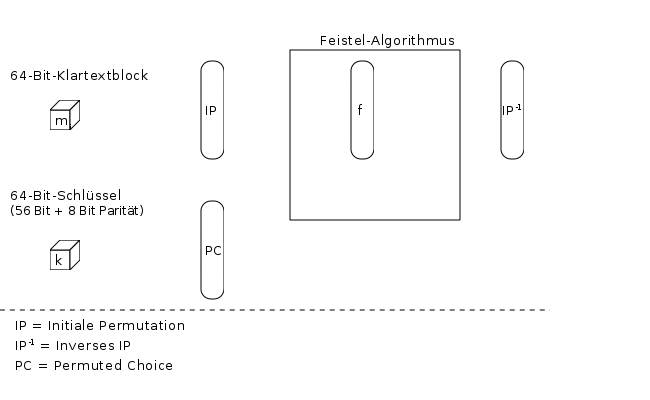 Feistel-Algorithmus
64-Bit-Klartextblock
m
IP
f
IP⁻¹
64-Bit-Schlüssel
(56 Bit + 8 Bit Parität)
k
PC
IP = Initiale Permutation
IP⁻¹ = Inverses IP
PC = Permuted Choice